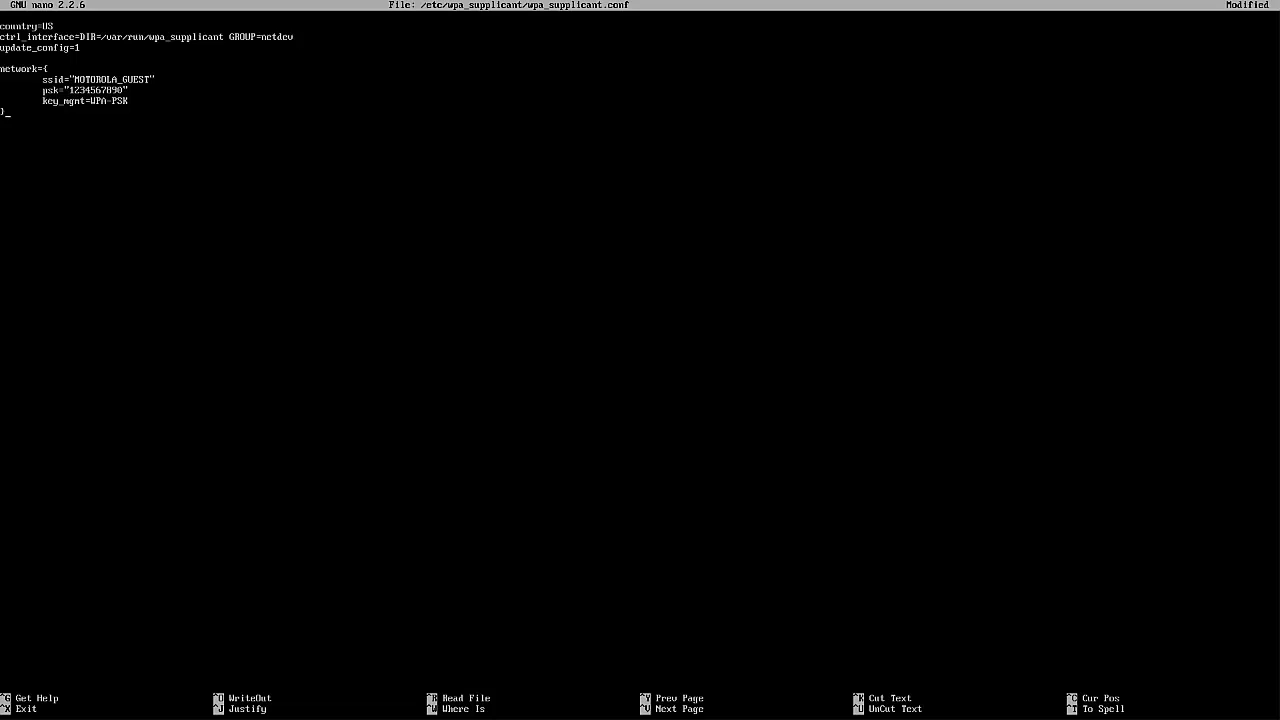 GNU nano 2.2.6 File: /etc/wpa_supplicant/wpa_supplicant.conf Modified
country=US
ctrl_interface=DIR=/var/run/wpa_supplicant GROUP=netdev
update_config=1
network={
ssid="MOTOROLA_GUEST"
psk="1234567890"
key_mgmt=WPA-PSK
}
^G Get Help ^O WriteOut ^R Read File ^Y Prev Page ^K Cut Text ^C Cur Pos
^X Exit ^J Justify ^W Where Is ^V Next Page ^U UnCut Text ^T To Spell